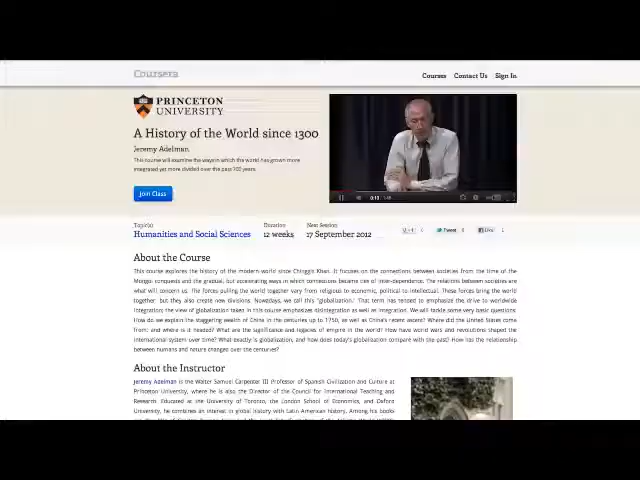 Coursera
Courses Contact Us Sign In
PRINCETON
UNIVERSITY
A History of the World since 1300
Jeremy Adelman
This course will examine the ways in which the world has grown more
integrated yet more divided over the past 700 years.
Join Class
Topic(s)
Humanities and Social Sciences
Duration
12 weeks
Next Session
17 September 2012
Tweet
Like
About the Course
This course explores the history of the modern world since Chinggis Khan. It focuses on the connections between societies from the time of the
Mongol conquests and the gradual, but accelerating ways in which connections became ties of inter-dependence. The relations between societies are
what will concern us. The forces pulling the world together vary from religious to economic, political to intellectual. These forces bring the world
together, but they also create new divisions. Nowadays, we call this "globalization." That term has tended to emphasize the drive to worldwide
integration; the view of globalization taken in this course emphasizes disintegration as well as integration. We will tackle some very basic questions:
How do we explain the staggering wealth of China in the centuries up to 1750, as well as China's recent ascent? Where did the United States come
from, and where is it headed? What are the significance and legacies of empire in the world? How have world wars and revolutions shaped the
international system over time? What exactly is globalization, and how does today's globalization compare with the past? How has the relationship
between humans and nature changed over the centuries?
About the Instructor
Jeremy Adelman is the Walter Samuel Carpenter III Professor of Spanish Civilization and Culture at
Princeton University, where he is also the Director of the Council for International Teaching and
Research. Educated at the University of Toronto, the London School of Economics, and Oxford
University, he combines an interest in global history with Latin American history. Among his books